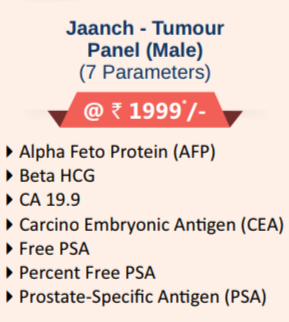 Jaanch - Tumour
Panel (Male)
(7 Parameters)
@ ₹ 1999*/-
Alpha Feto Protein (AFP)
Beta HCG
CA 19.9
Carcino Embryonic Antigen (CEA)
Free PSA
Percent Free PSA
Prostate-Specific Antigen (PSA)